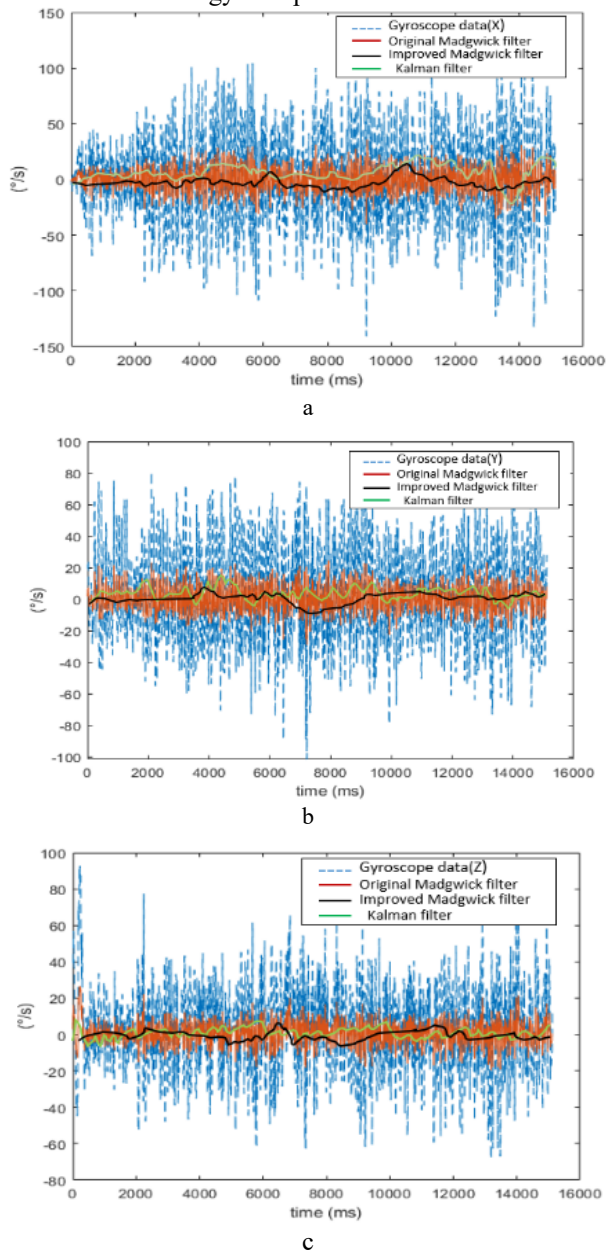 Gyroscope data(X)
Original Madgwick filter
Improved Madgwick filter
Kalman filter
150
100
50
0
-50
-100
-150
(°/s)
0 2000 4000 6000 8000 10000 12000 14000 16000
time (ms)
a
Gyroscope data(Y)
Original Madgwick filter
Improved Madgwick filter
Kalman filter
100
80
60
40
20
0
-20
-40
-60
-80
-100
(°/s)
0 2000 4000 6000 8000 10000 12000 14000 16000
time (ms)
b
Gyroscope data(Z)
Original Madgwick filter
Improved Madgwick filter
Kalman filter
100
80
60
40
20
0
-20
-40
-60
-80
(°/s)
0 2000 4000 6000 8000 10000 12000 14000 16000
time (ms)
c